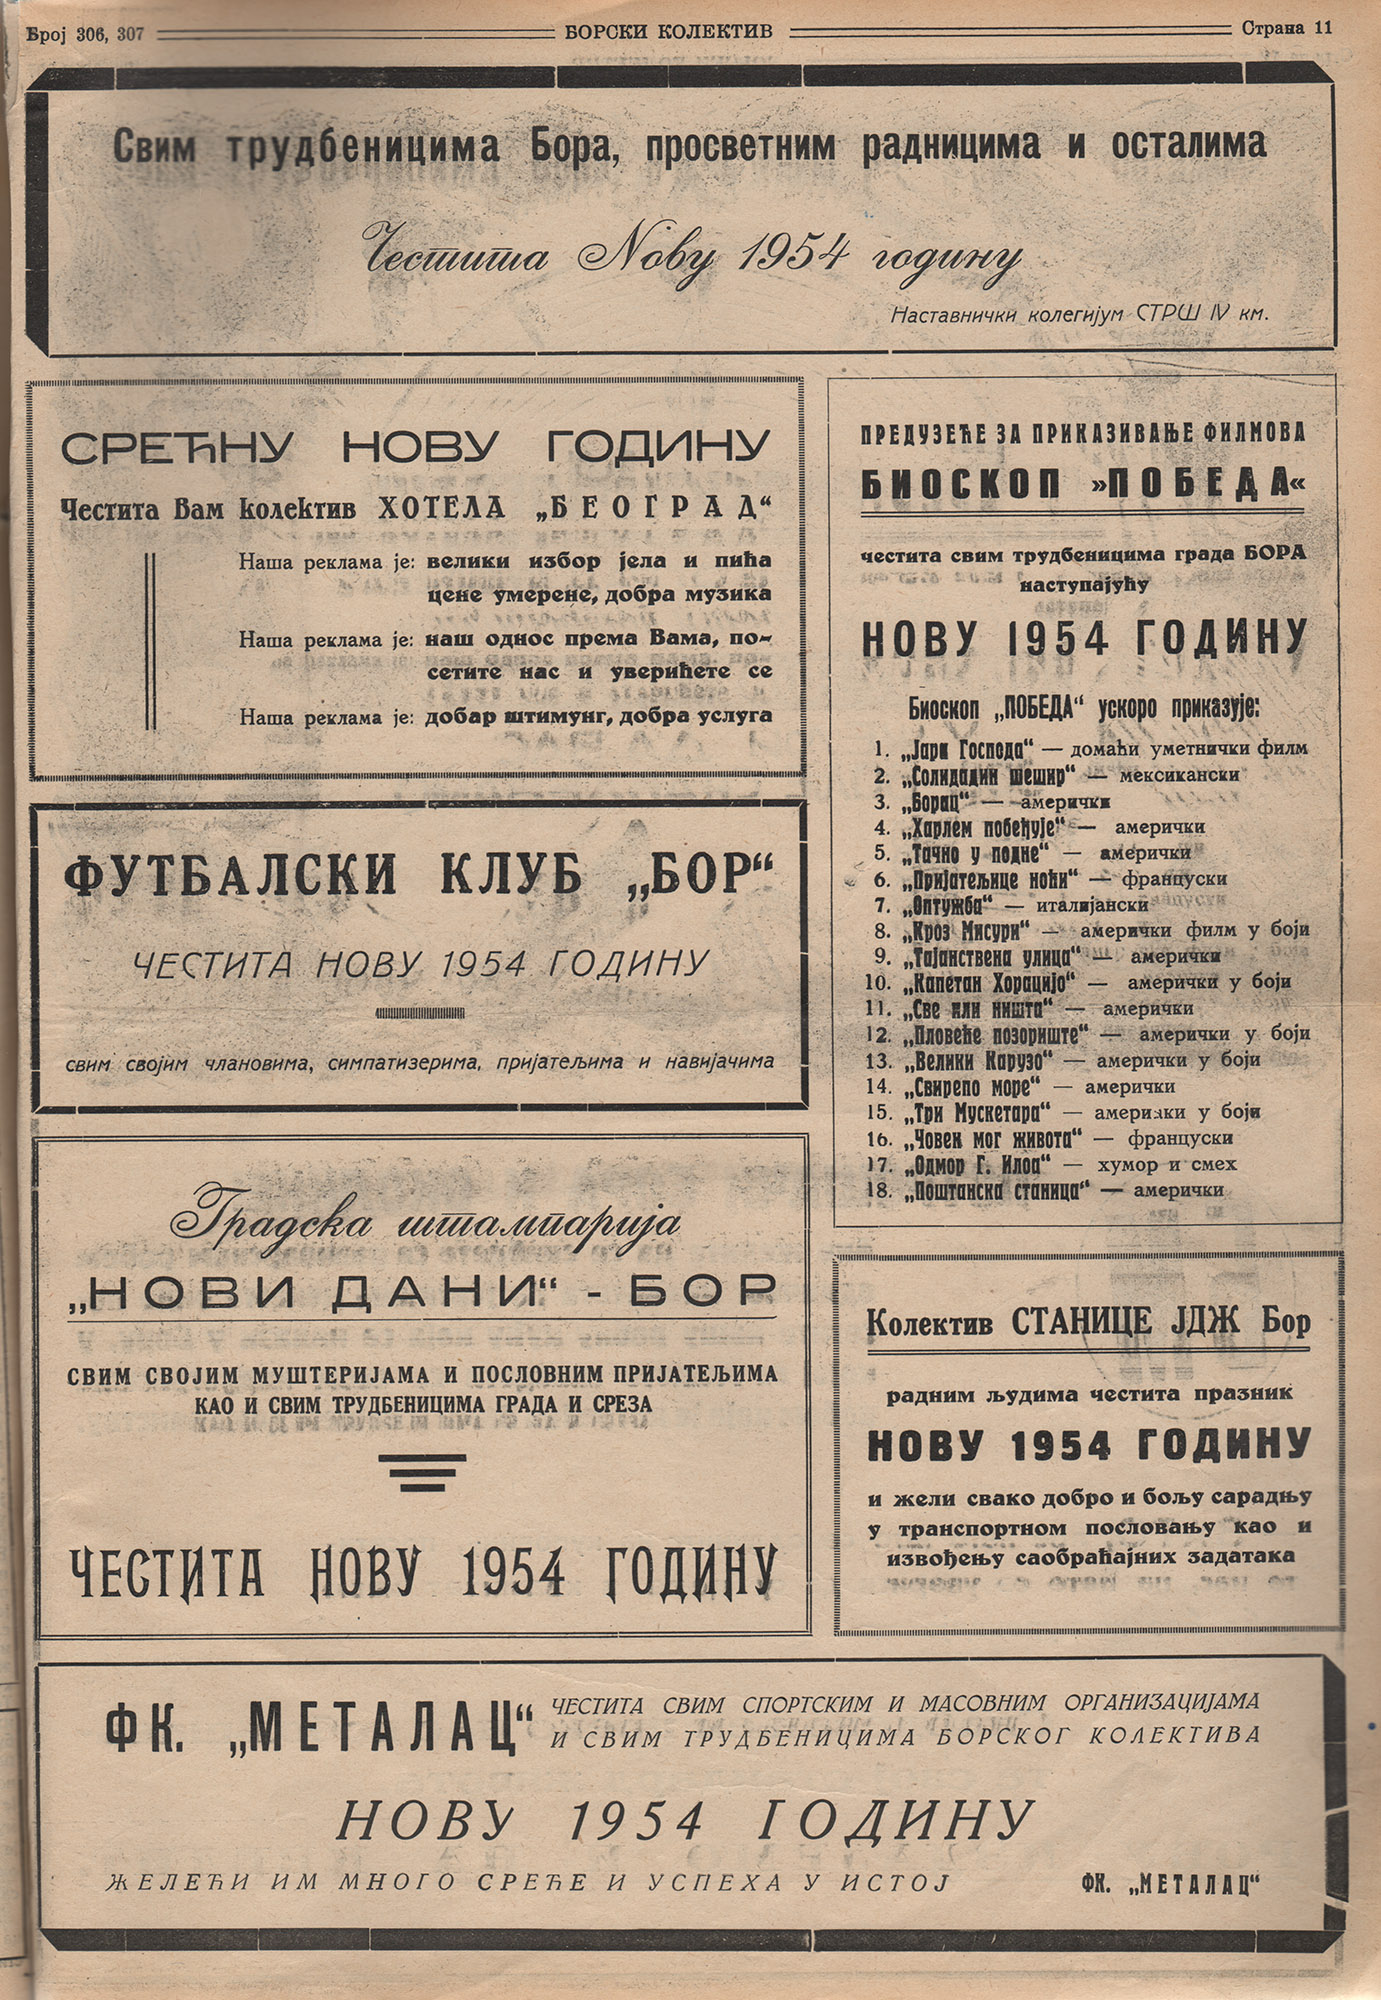 Број 306, 307
БОРСКИ КОЛЕКТИВ
Страна 11
Свим трудбеницима Бора, просветним радницима и осталима
Честита Нову 1954 годину
Наставнички колегијум СТРШ IV км.
СРЕЋНУ НОВУ ГОДИНУ
Честита Вам колектив ХОТЕЛА „БЕОГРАД“
Наша реклама је: велики избор јела и пића
цене умерене, добра музика
Наша реклама је: наш однос према Вама, по-
сетите нас и уверићете се
Наша реклама је: добар штимунг, добра услуга
ФУТБАЛСКИ КЛУБ „БОР“
ЧЕСТИТА НОВУ 1954 ГОДИНУ
свим својим члановима, симпатизерима, пријатељима и навијачима
Градска штампарија
„НОВИ ДАНИ“ - БОР
СВИМ СВОЈИМ МУШТЕРИЈАМА И ПОСЛОВНИМ ПРИЈАТЕЉИМА
КАО И СВИМ ТРУДБЕНИЦИМА ГРАДА И СРЕЗА
ЧЕСТИТА НОВУ 1954 ГОДИНУ
ПРЕДУЗЕЋЕ ЗА ПРИКАЗИВАЊЕ ФИЛМОВА
БИОСКОП »ПОБЕДА«
честита свим трудбеницима града БОРА
наступајућу
НОВУ 1954 ГОДИНУ
Биоскоп „ПОБЕДА“ ускоро приказује:
1. „Јара Господа“ — домаћи уметнички филм
2. „Солидадин шешир“ — мексикански
3. „Борац“ — амерички
4. „Харлем побеђује“ — амерички
5. „Тачно у подне“ — амерички
6. „Пријатељице ноћи“ — француски
7. „Оптужба“ — италијански
8. „Кроз Мисури“ — амерички филм у боји
9. „Тајанствена улица“ — амерички
10. „Капетан Хорацијо“ — амерички у боји
11. „Све или ништа“ — амерички
12. „Пловеће позориште“ — амерички у боји
13. „Велики Карузо“ — амерички у боји
14. „Свирепо море“ — амерички
15. „Три Мускетара“ — амерички у боји
16. „Човек мог живота“ — француски
17. „Одмор Г. Илоа“ — хумор и смех
18. „Поштанска станица“ — амерички
Колектив СТАНИЦЕ ЈДЖ Бор
радним људима честита празник
НОВУ 1954 ГОДИНУ
и жели свако добро и бољу сарадњу
у транспортном пословању као и
извођењу саобраћајних задатака
ФК. „МЕТАЛАЦ“ ЧЕСТИТА СВИМ СПОРТСКИМ И МАСОВНИМ ОРГАНИЗАЦИЈАМА
И СВИМ ТРУДБЕНИЦИМА БОРСКОГ КОЛЕКТИВА
НОВУ 1954 ГОДИНУ
ЖЕЛЕЋИ ИМ МНОГО СРЕЋЕ И УСПЕХА У ИСТОЈ
ФК. „МЕТАЛАЦ“